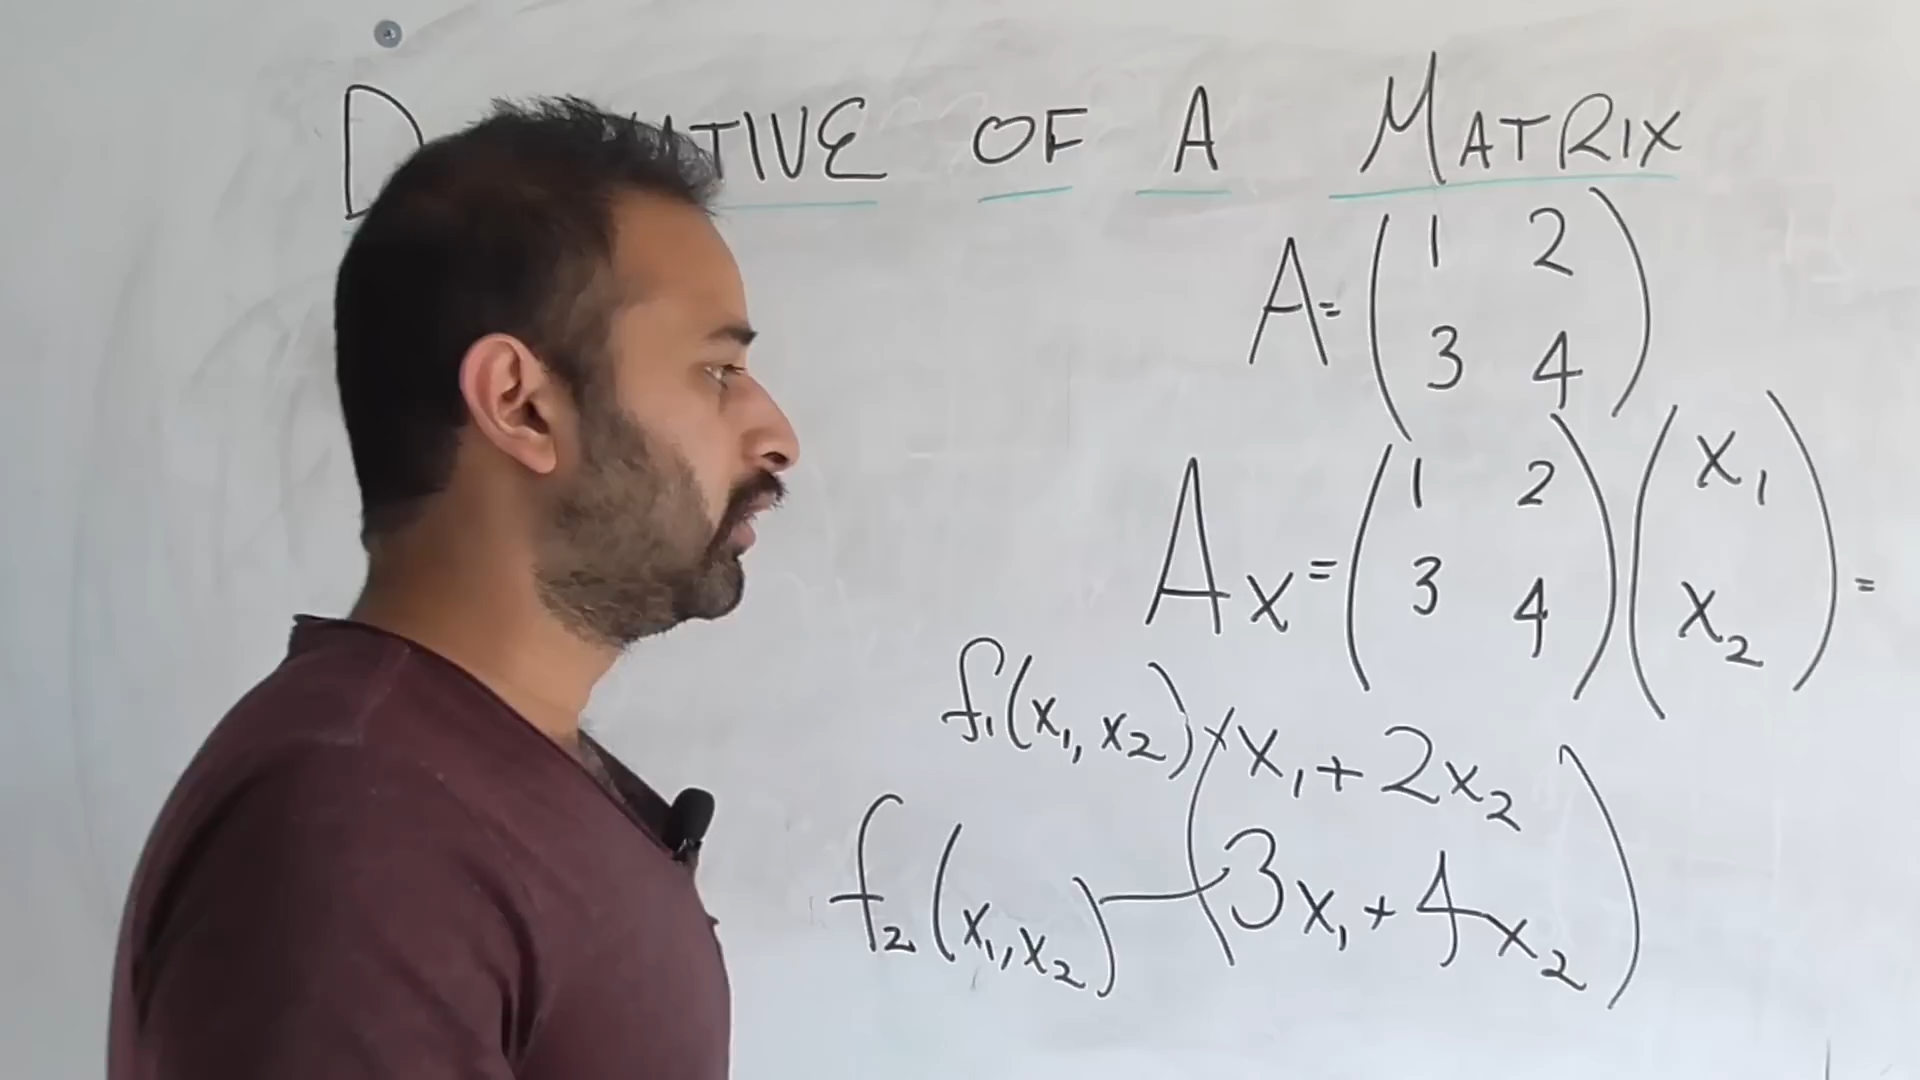 D ATIVE OF A MATRIX
A = ( 1 2
3 4 )
Ax = ( 1 2
3 4 ) ( x₁
x₂ ) =
f₁(x₁, x₂) ( x₁ + 2x₂
f₂(x₁, x₂) 3x₁ + 4x₂ )